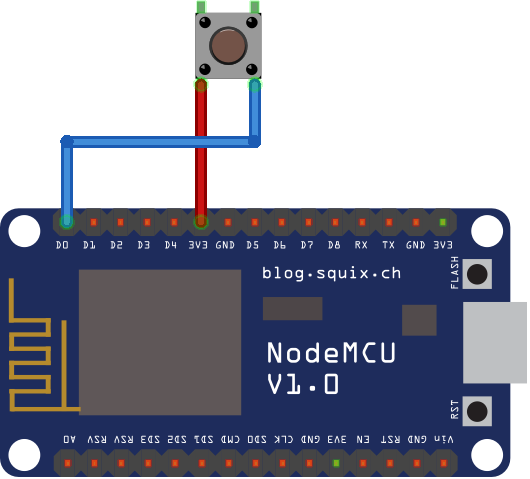 D0 D1 D2 D3 D4 3V3 GND D5 D6 D7 D8 RX TX GND 3V3
blog.squix.ch
FLASH
NodeMCU
V1.0
RST
A0 RSV RSV SD3 SD2 SD1 CMD SD0 CLK GND 3V3 EN RST GND Vin